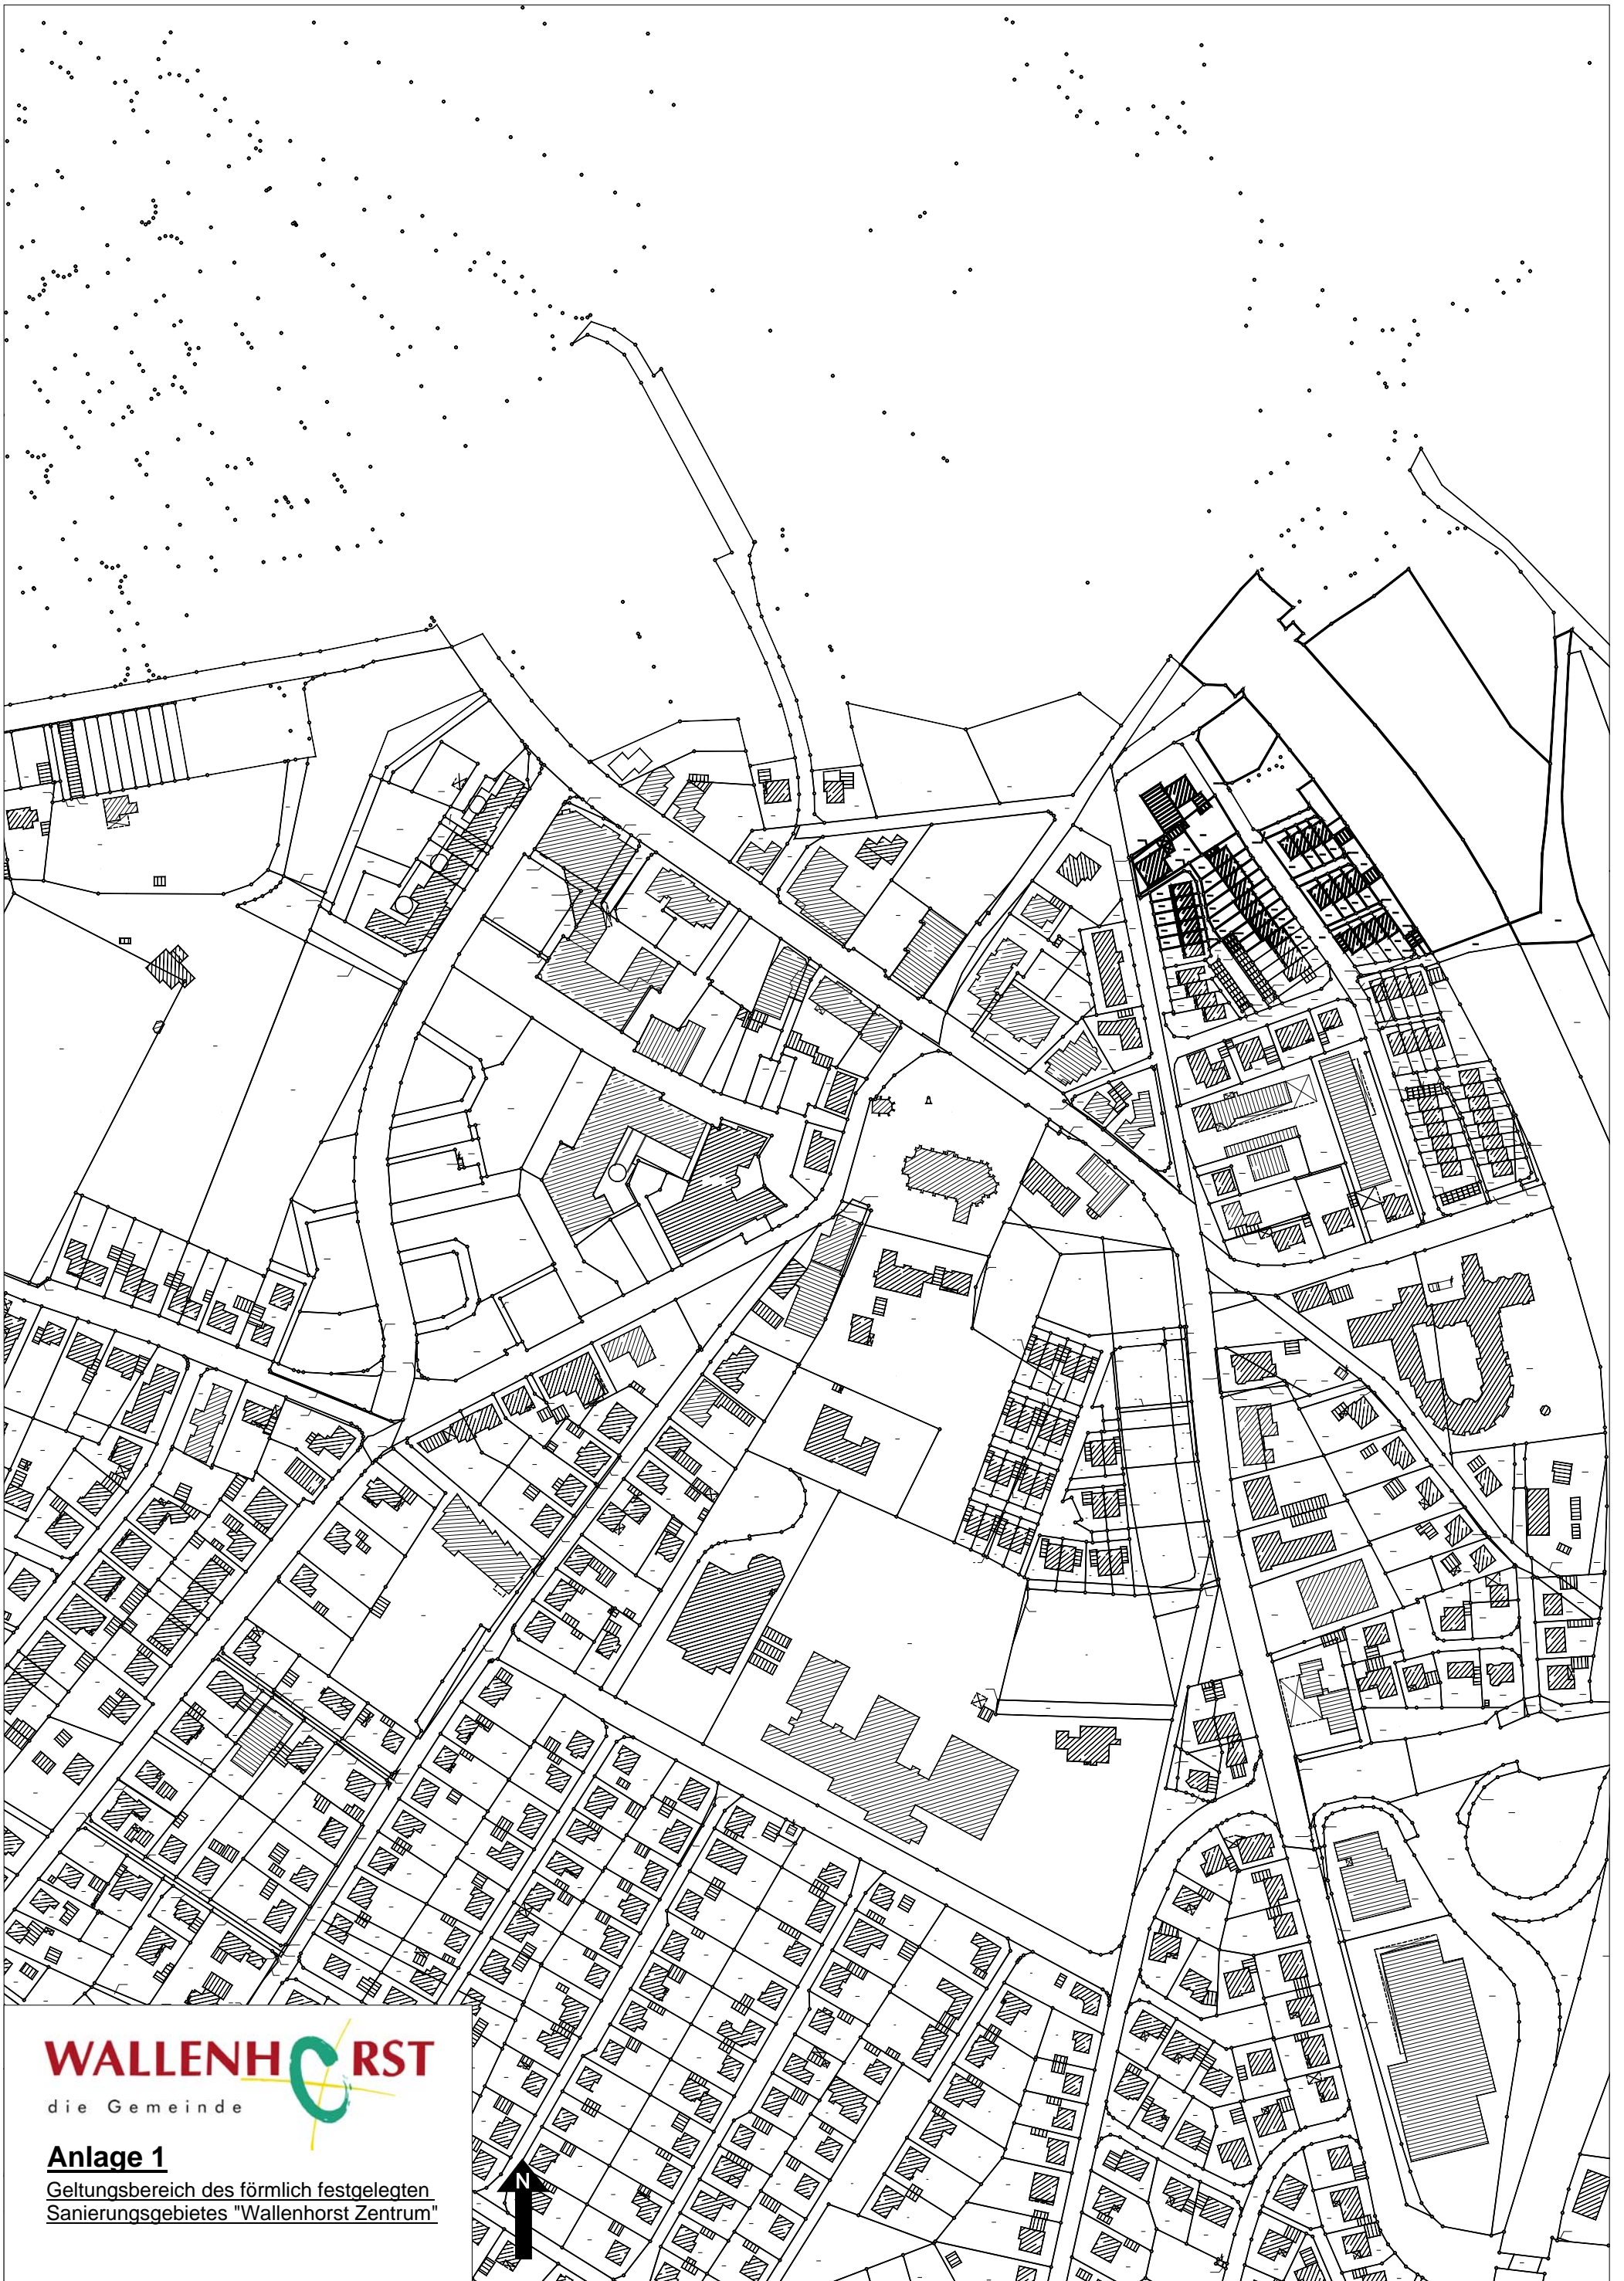 WALLENHORST
die Gemeinde
Anlage 1
Geltungsbereich des förmlich festgelegten
Sanierungsgebietes "Wallenhorst Zentrum"
N